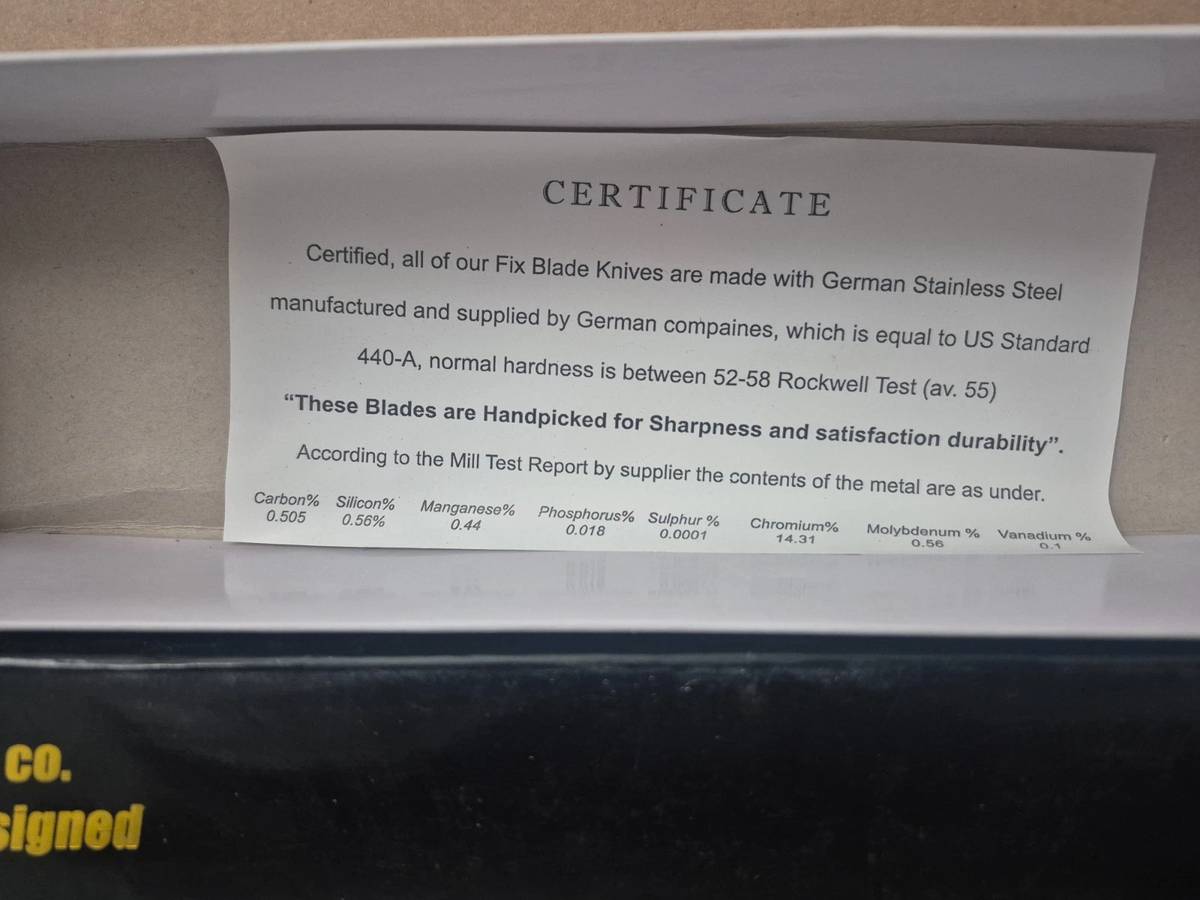 CERTIFICATE
Certified, all of our Fix Blade Knives are made with German Stainless Steel
manufactured and supplied by German compaines, which is equal to US Standard
440-A, normal hardness is between 52-58 Rockwell Test (av. 55)
“These Blades are Handpicked for Sharpness and satisfaction durability”.
According to the Mill Test Report by supplier the contents of the metal are as under.
Carbon% Silicon% Manganese% Phosphorus% Sulphur % Chromium% Molybdenum % Vanadium %
0.505 0.56% 0.44 0.018 0.0001 14.31 0.56 0.1
CO.
signed